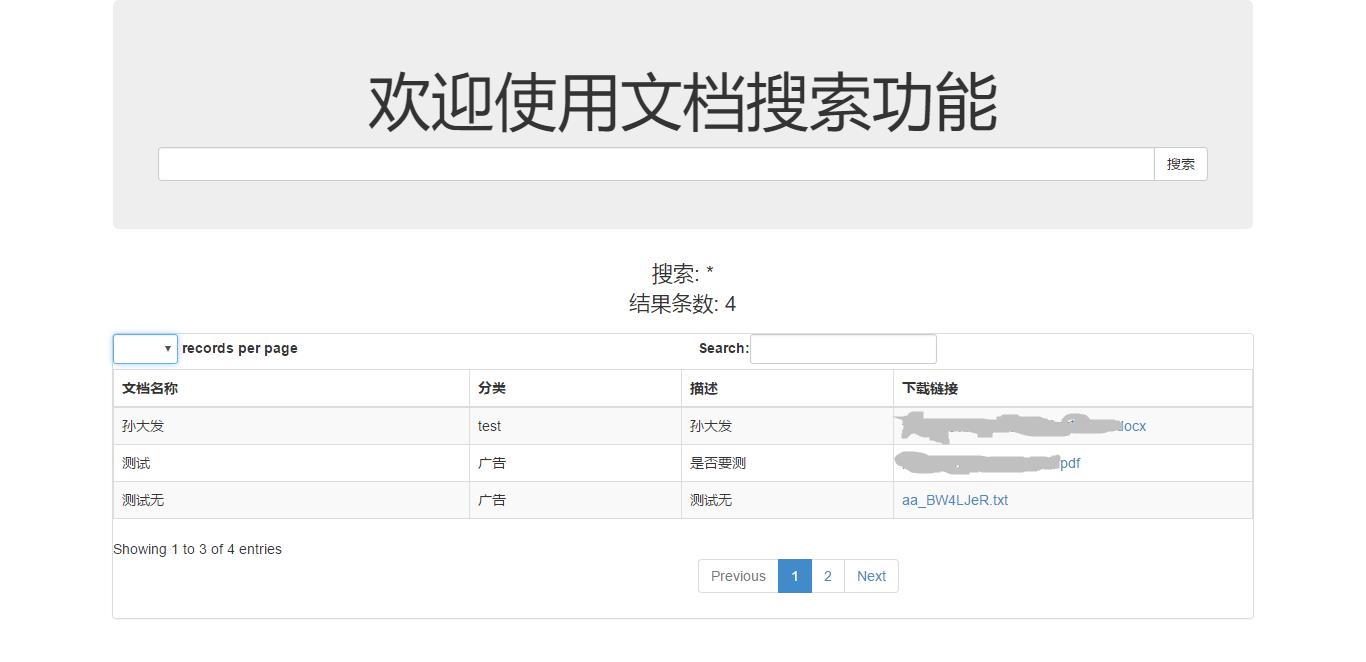 欢迎使用文档搜索功能
搜索
搜索: *
结果条数: 4
records per page Search:
文档名称 分类 描述 下载链接
孙大发 test 孙大发 docx
测试 广告 是否要测 pdf
测试无 广告 测试无 aa_BW4LJeR.txt
Showing 1 to 3 of 4 entries
Previous 1 2 Next